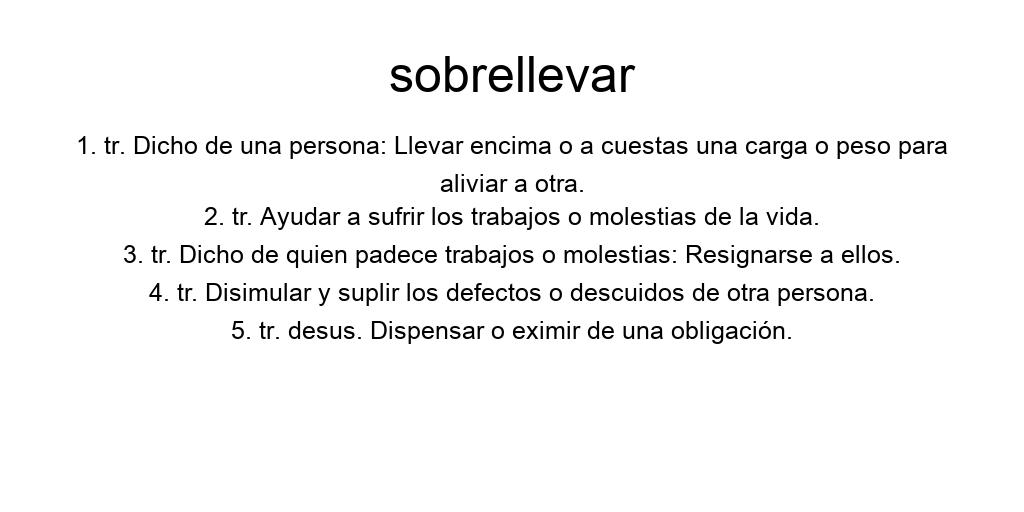 sobrellevar
1. tr. Dicho de una persona: Llevar encima o a cuestas una carga o peso para
aliviar a otra.
2. tr. Ayudar a sufrir los trabajos o molestias de la vida.
3. tr. Dicho de quien padece trabajos o molestias: Resignarse a ellos.
4. tr. Disimular y suplir los defectos o descuidos de otra persona.
5. tr. desus. Dispensar o eximir de una obligación.